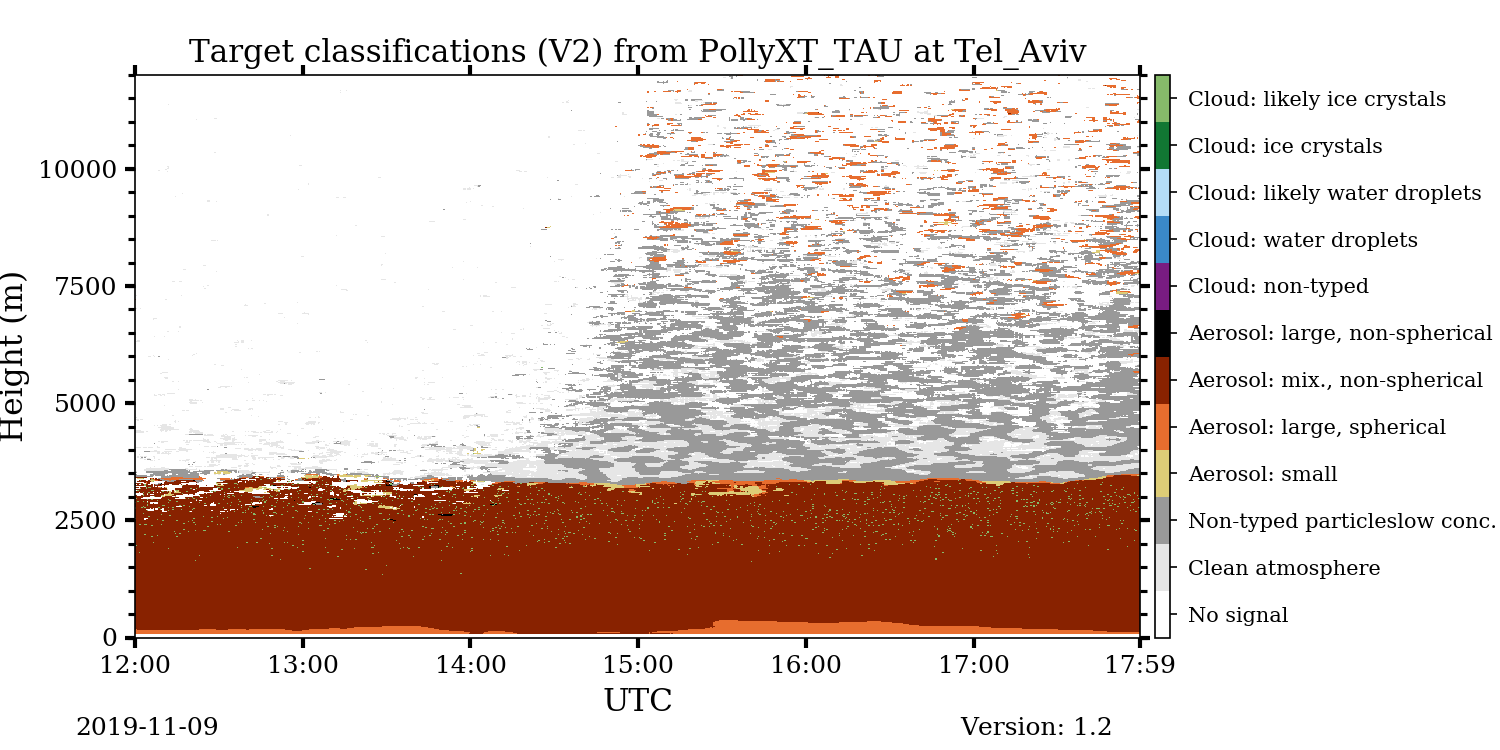 Target classifications (V2) from PollyXT_TAU at Tel_Aviv
Height (m)
10000
7500
5000
2500
0
12:00 13:00 14:00 15:00 16:00 17:00 17:59
UTC
2019-11-09 Version: 1.2
Cloud: likely ice crystals
Cloud: ice crystals
Cloud: likely water droplets
Cloud: water droplets
Cloud: non-typed
Aerosol: large, non-spherical
Aerosol: mix., non-spherical
Aerosol: large, spherical
Aerosol: small
Non-typed particleslow conc.
Clean atmosphere
No signal